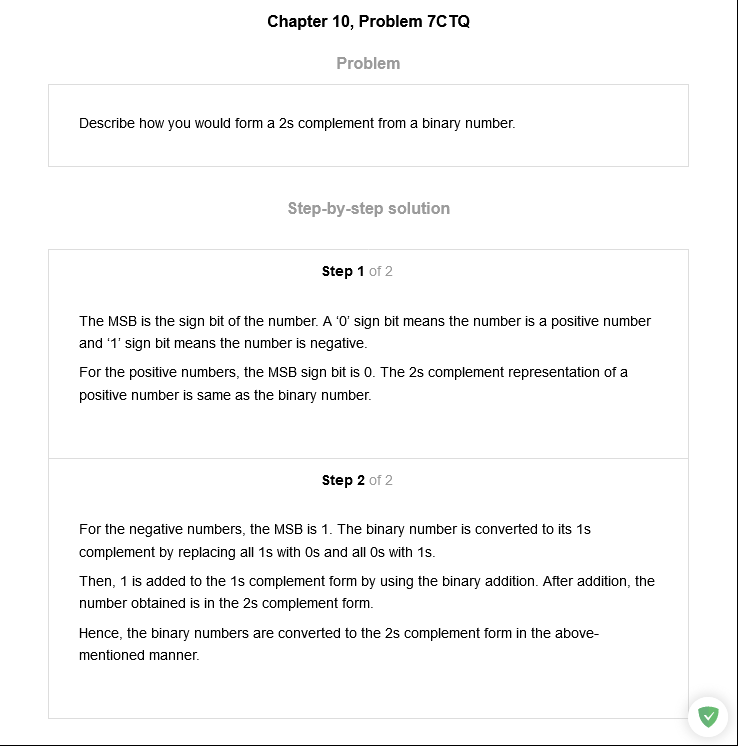 Chapter 10, Problem 7CTQ
Problem
Describe how you would form a 2s complement from a binary number.
Step-by-step solution
Step 1 of 2
The MSB is the sign bit of the number. A ‘0’ sign bit means the number is a positive number
and ‘1’ sign bit means the number is negative.
For the positive numbers, the MSB sign bit is 0. The 2s complement representation of a
positive number is same as the binary number.
Step 2 of 2
For the negative numbers, the MSB is 1. The binary number is converted to its 1s
complement by replacing all 1s with 0s and all 0s with 1s.
Then, 1 is added to the 1s complement form by using the binary addition. After addition, the
number obtained is in the 2s complement form.
Hence, the binary numbers are converted to the 2s complement form in the above-
mentioned manner.